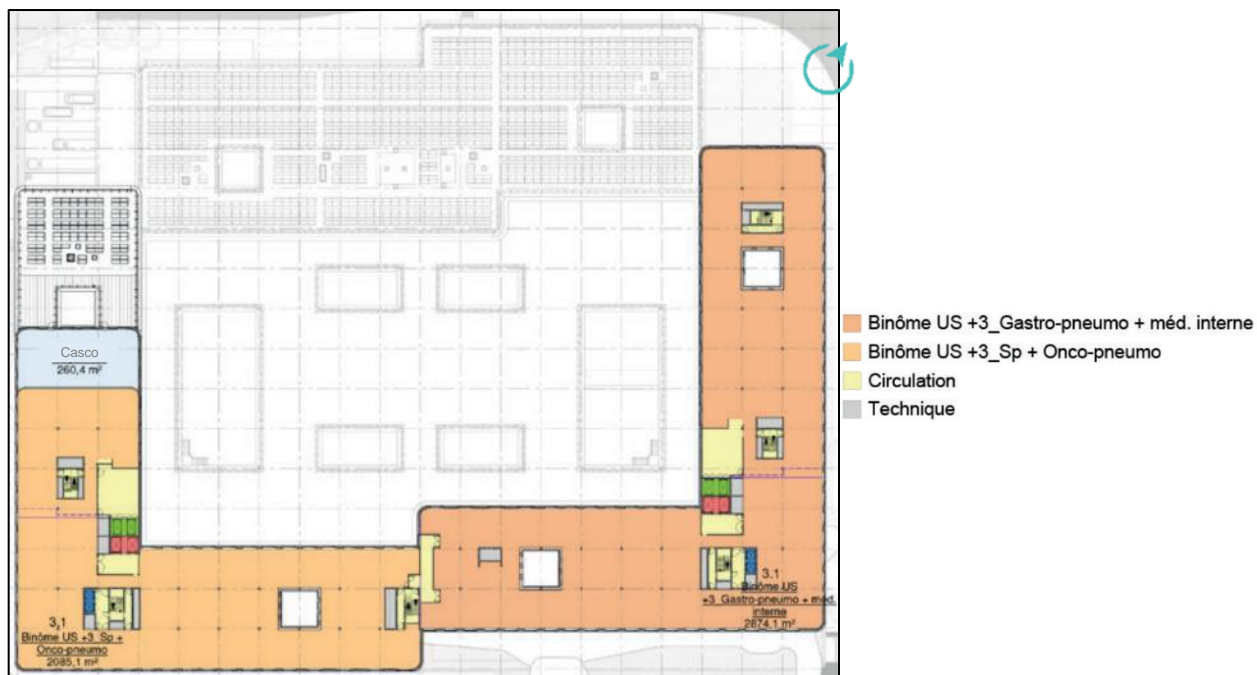 Casco
260,4 m²
3,1
Binôme US +3_Sp +
Onco-pneumo
2085,1 m²
3.1
Binôme US
+3_Gastro-pneumo + méd.
interne
2874,1 m²
Binôme US +3_Gastro-pneumo + méd. interne
Binôme US +3_Sp + Onco-pneumo
Circulation
Technique